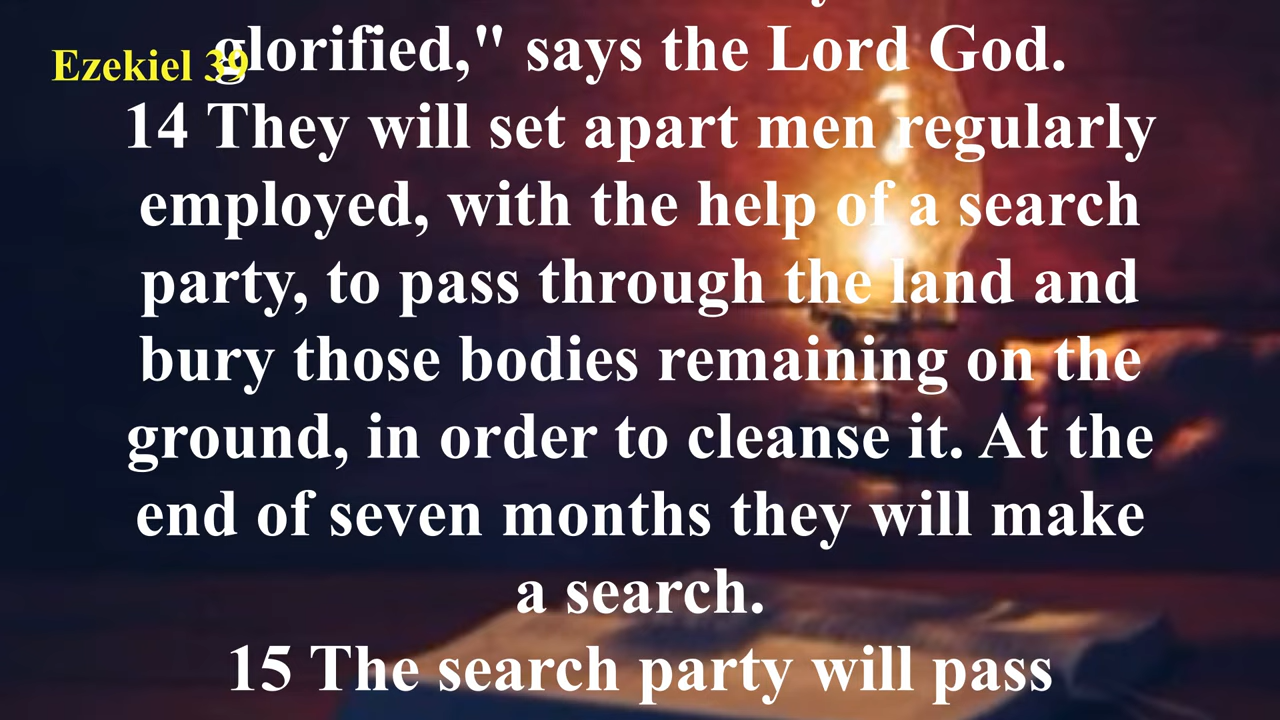 glorified," says the Lord God.
Ezekiel 39
14 They will set apart men regularly
employed, with the help of a search
party, to pass through the land and
bury those bodies remaining on the
ground, in order to cleanse it. At the
end of seven months they will make
a search.
15 The search party will pass